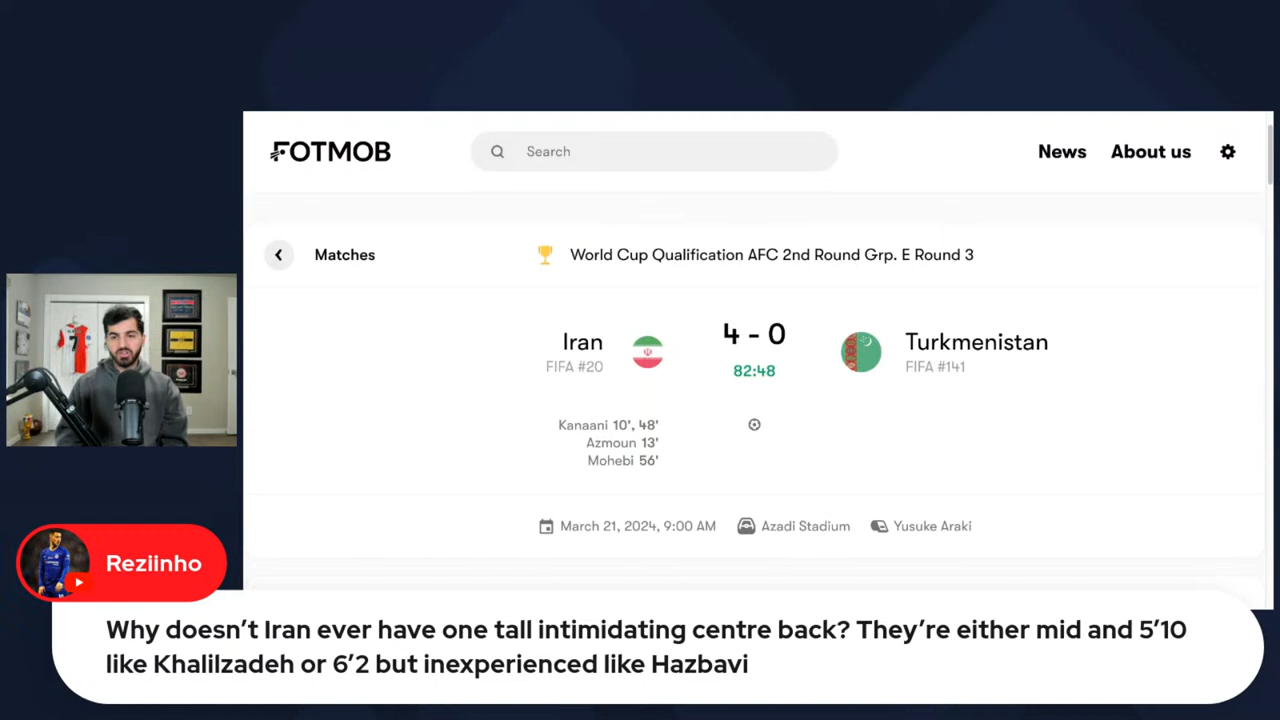 FOTMOB
Search
News
About us
Matches
World Cup Qualification AFC 2nd Round Grp. E Round 3
Iran
FIFA #20
4 - 0
82:48
Turkmenistan
FIFA #141
Kanaani 10', 48'
Azmoun 13'
Mohebi 56'
March 21, 2024, 9:00 AM
Azadi Stadium
Yusuke Araki
7
Reziinho
Why doesn't Iran ever have one tall intimidating centre back? They're either mid and 5'10
like Khalilzadeh or 6'2 but inexperienced like Hazbavi